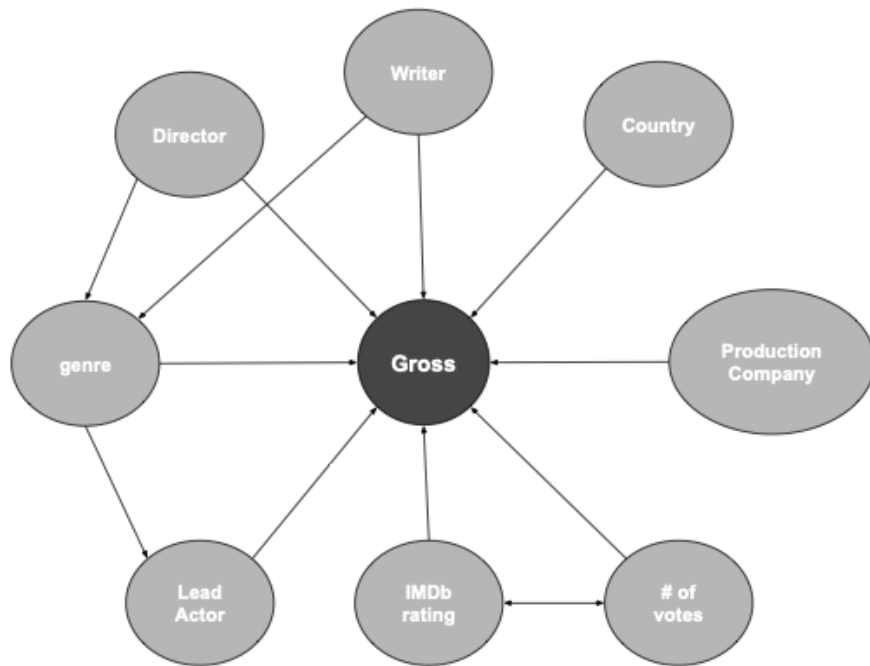 Writer
Director
Country
genre
Gross
Production
Company
Lead
Actor
IMDb
rating
# of
votes